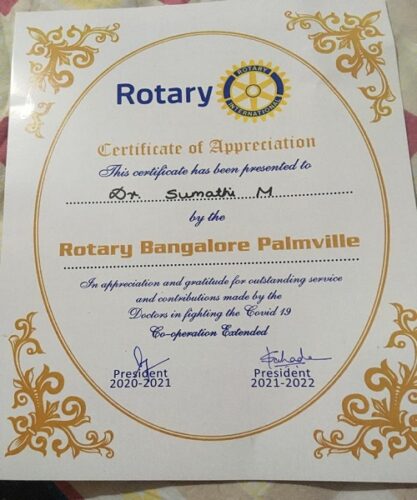 Rotary
ROTARY
INTERNATIONAL
Certificate of Appreciation
This certificate has been presented to
Dr. Sumathi M
by the
Rotary Bangalore Palmville
In appreciation and gratitude for outstanding service
and contributions made by the
Doctors in fighting the Covid 19
Co-operation Extended
President
2020-2021
President
2021-2022